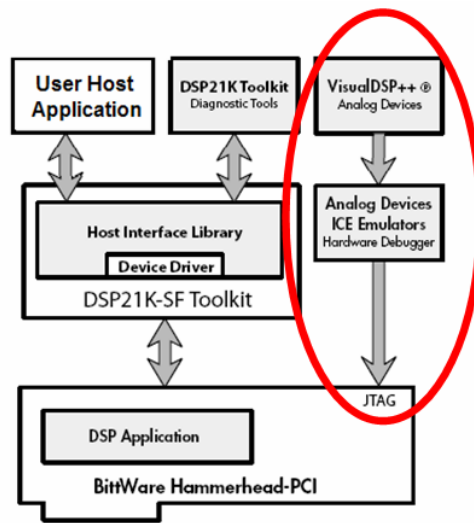 User Host
Application
DSP21K Toolkit
Diagnostic Tools
VisualDSP++ ®
Analog Devices
Analog Devices
ICE Emulators
Hardware Debugger
Host Interface Library
Device Driver
DSP21K-SF Toolkit
JTAG
DSP Application
BittWare Hammerhead-PCI